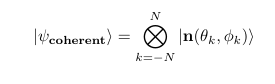 |ψ_coherent⟩ = ⨂_{k=−N}^{N} |n(θ_k, ϕ_k)⟩